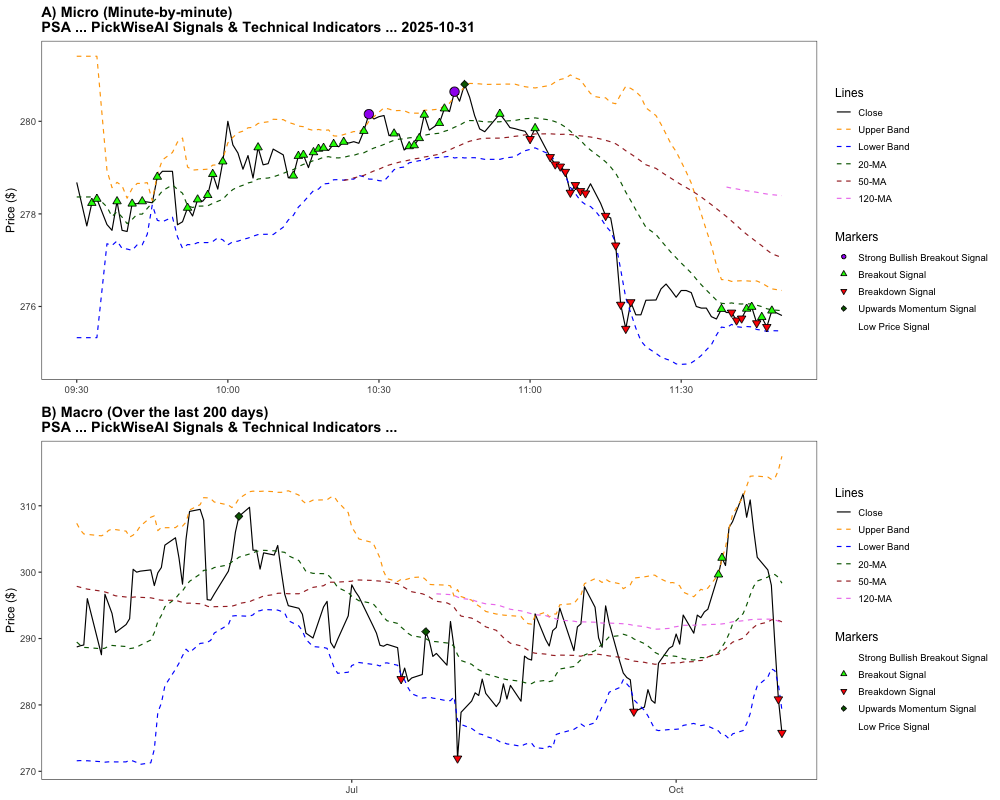 A) Micro (Minute-by-minute)
PSA ... PickWiseAI Signals & Technical Indicators ... 2025-10-31
Price ($)
280
278
276
09:30
10:00
10:30
11:00
11:30
Lines
Close
Upper Band
Lower Band
20-MA
50-MA
120-MA
Markers
Strong Bullish Breakout Signal
Breakout Signal
Breakdown Signal
Upwards Momentum Signal
Low Price Signal
B) Macro (Over the last 200 days)
PSA ... PickWiseAI Signals & Technical Indicators ...
Price ($)
310
300
290
280
270
Jul
Oct
Lines
Close
Upper Band
Lower Band
20-MA
50-MA
120-MA
Markers
Strong Bullish Breakout Signal
Breakout Signal
Breakdown Signal
Upwards Momentum Signal
Low Price Signal